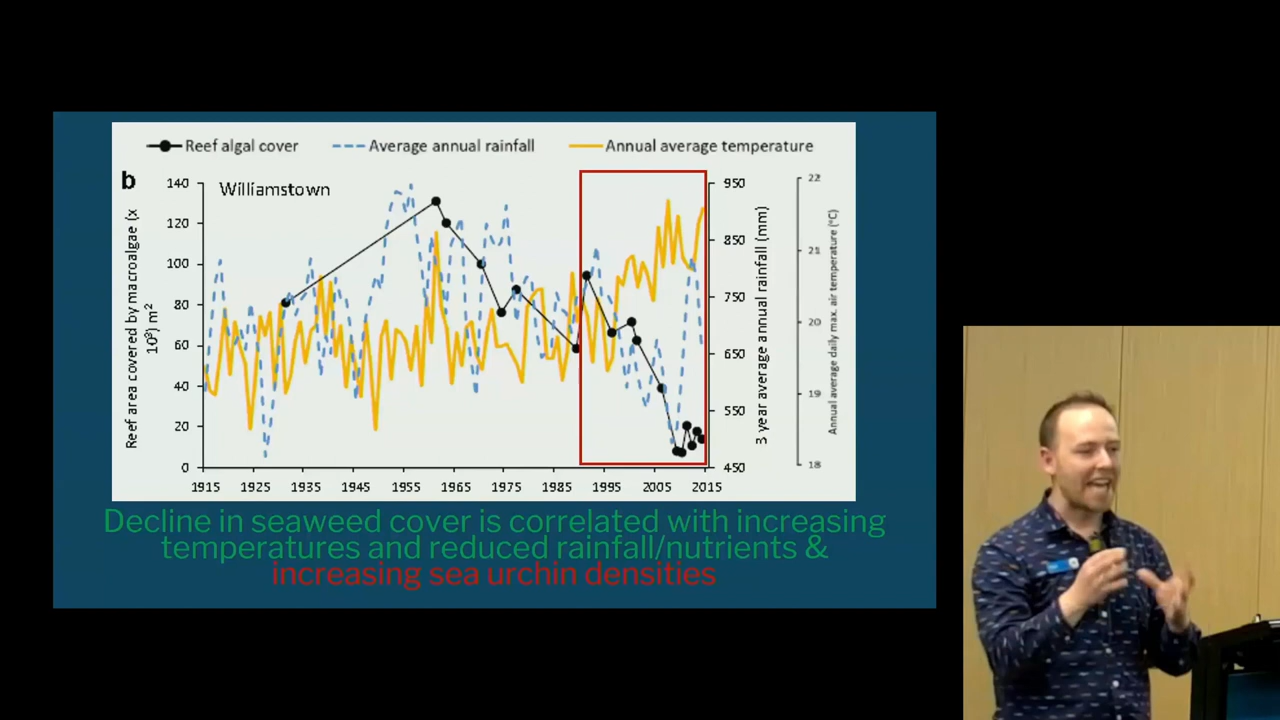 Reef algal cover
Average annual rainfall
Annual average temperature
b
Williamstown
140
120
100
80
60
40
20
0
Reef area covered by macroalgae (x
10³) m²
950
850
750
650
550
450
3 year average annual rainfall (mm)
22
21
20
19
18
Annual average daily max. air temperature (°C)
1915
1925
1935
1945
1955
1965
1975
1985
1995
2005
2015
Decline in seaweed cover is correlated with increasing
temperatures and reduced rainfall/nutrients &
increasing sea urchin densities